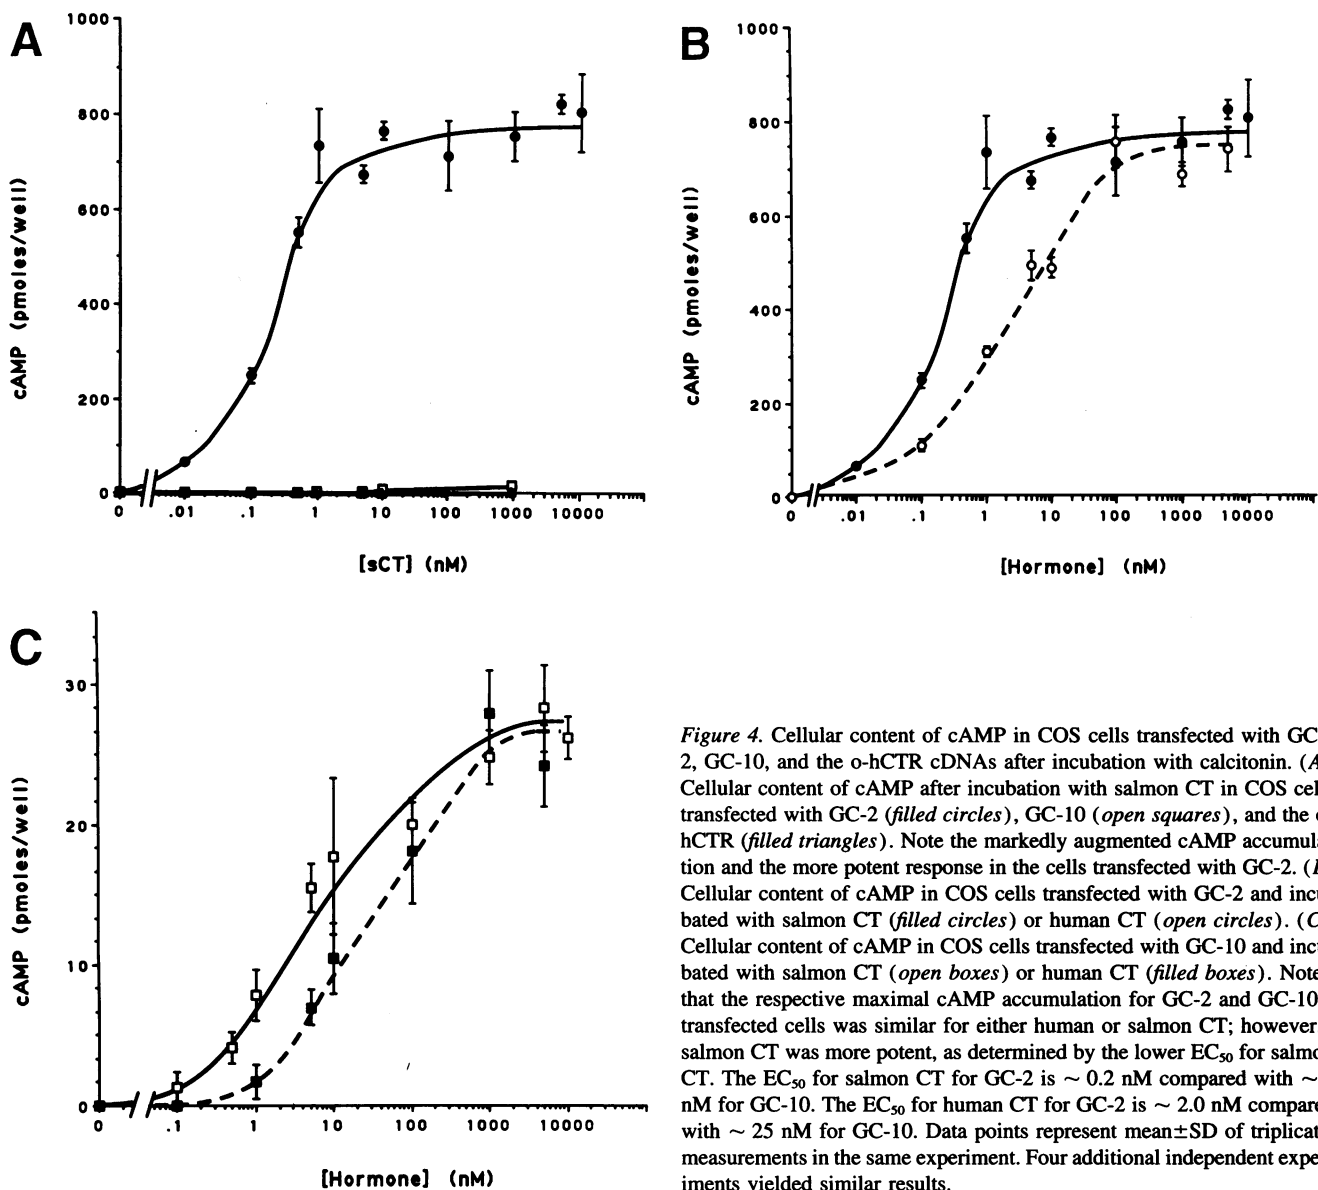 A
1000
800
600
400
200
0
cAMP (pmoles/well)
0 .01 .1 1 10 100 1000 10000
[sCT] (nM)
B
1000
800
600
400
200
0
cAMP (pmoles/well)
0 .01 .1 1 10 100 1000 10000
[Hormone] (nM)
C
30
20
10
0
cAMP (pmoles/well)
0 .1 1 10 100 1000 10000
[Hormone] (nM)
Figure 4. Cellular content of cAMP in COS cells transfected with GC
2, GC-10, and the o-hCTR cDNAs after incubation with calcitonin. (
Cellular content of cAMP after incubation with salmon CT in COS cel
transfected with GC-2 (filled circles), GC-10 (open squares), and the
hCTR (filled triangles). Note the markedly augmented cAMP accumula
tion and the more potent response in the cells transfected with GC-2. (
Cellular content of cAMP in COS cells transfected with GC-2 and incu
bated with salmon CT (filled circles) or human CT (open circles). (
Cellular content of cAMP in COS cells transfected with GC-10 and incu
bated with salmon CT (open boxes) or human CT (filled boxes). Note
that the respective maximal cAMP accumulation for GC-2 and GC-10
transfected cells was similar for either human or salmon CT; however
salmon CT was more potent, as determined by the lower EC50 for salmo
CT. The EC50 for salmon CT for GC-2 is ~ 0.2 nM compared with ~
nM for GC-10. The EC50 for human CT for GC-2 is ~ 2.0 nM compare
with ~ 25 nM for GC-10. Data points represent mean±SD of triplicat
measurements in the same experiment. Four additional independent expe
iments yielded similar results.